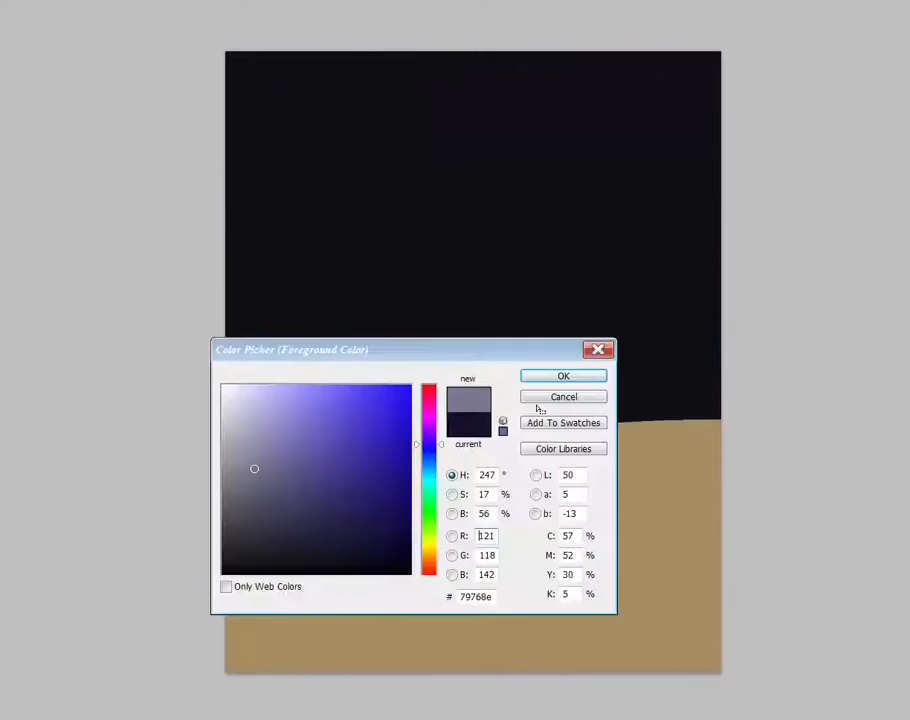 Color Picker (Foreground Color)
new
OK
Cancel
Add To Swatches
current
Color Libraries
H: 247 °
L: 50
S: 17 %
a: 5
B: 56 %
b: -13
R: 121
C: 57 %
G: 118
M: 52 %
B: 142
Y: 30 %
Only Web Colors
# 79768e
K: 5 %